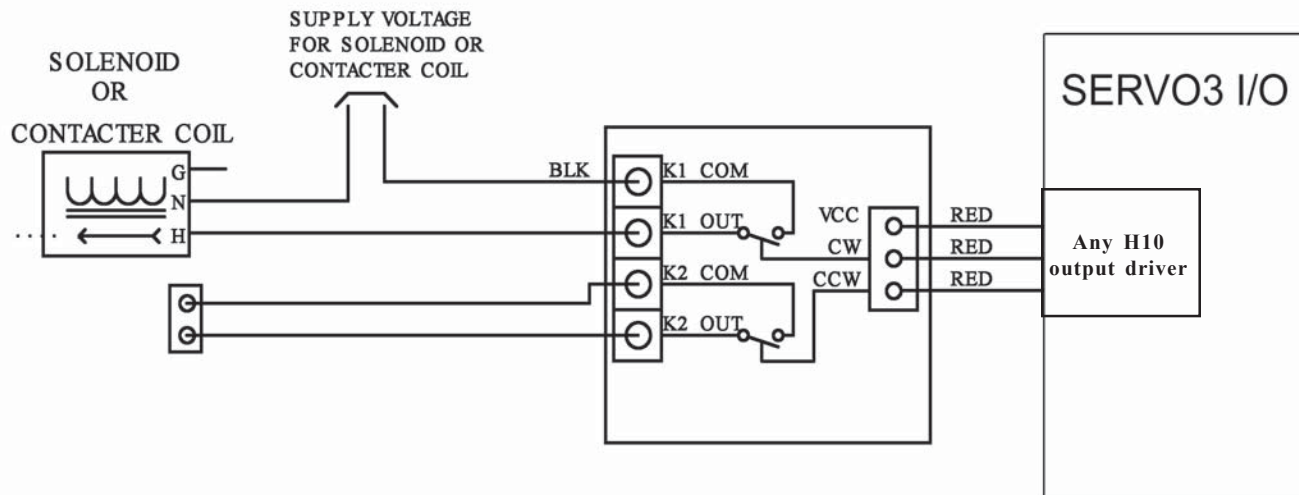 SUPPLY VOLTAGE
FOR SOLENOID OR
CONTACTER COIL
SOLENOID
OR
CONTACTER COIL
G
N
H
BLK
K1 COM
K1 OUT
K2 COM
K2 OUT
VCC
CW
CCW
RED
RED
RED
SERVO3 I/O
Any H10
output driver